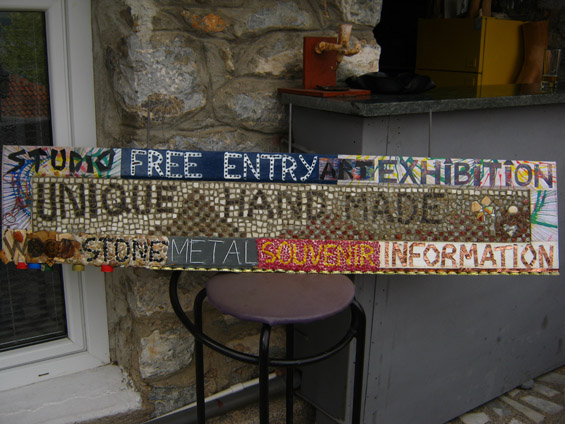 STUDIO FREE ENTRY ART EXHIBITION
UNIQUE HAND MADE
WOOD STONE METAL SOUVENIR INFORMATION